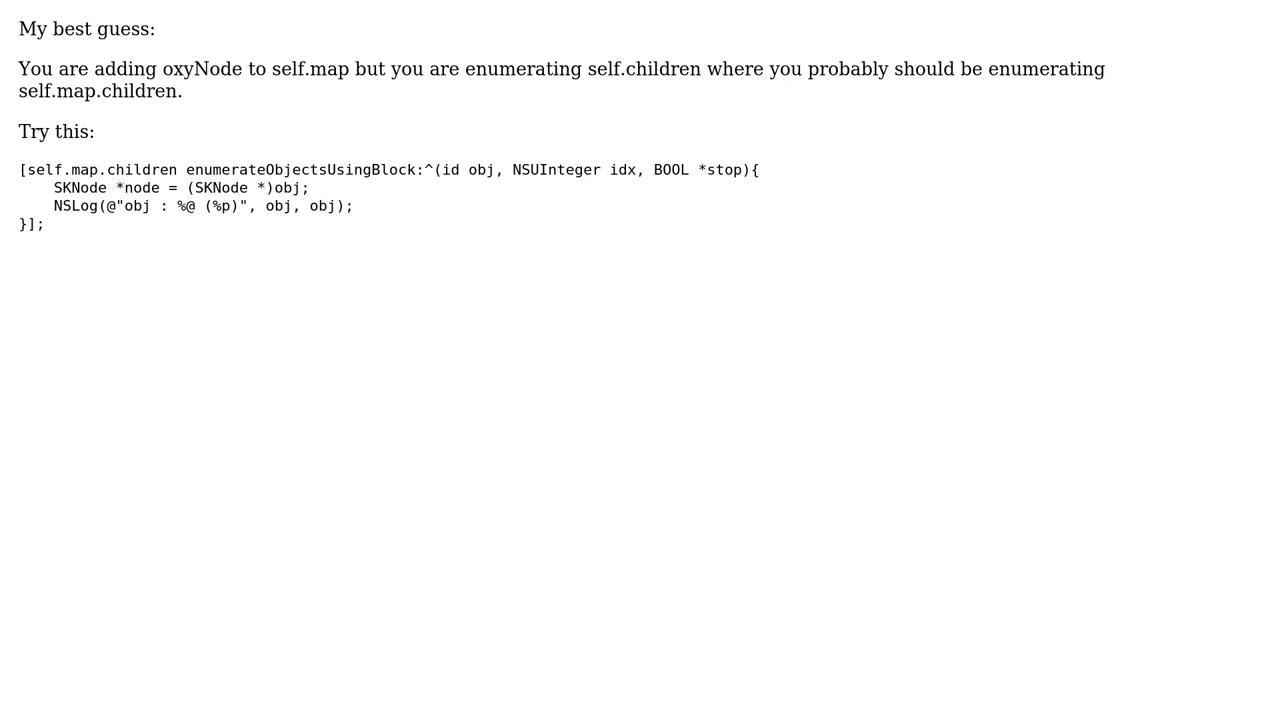 My best guess:
You are adding oxyNode to self.map but you are enumerating self.children where you probably should be enumerating
self.map.children.
Try this:
[self.map.children enumerateObjectsUsingBlock:^(id obj, NSUInteger idx, BOOL *stop){
    SKNode *node = (SKNode *)obj;
    NSLog(@"obj : %@ (%p)", obj, obj);
}];